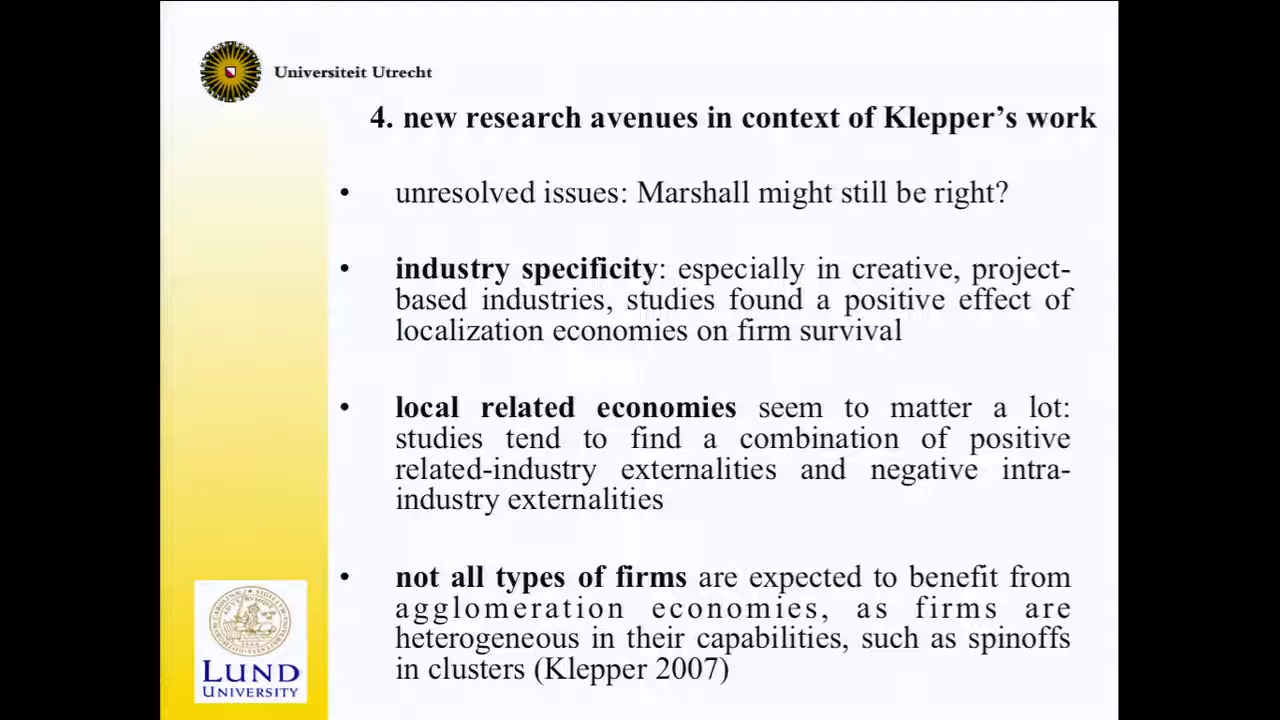 Universiteit Utrecht
4. new research avenues in context of Klepper's work
• unresolved issues: Marshall might still be right?
• industry specificity: especially in creative, project-
based industries, studies found a positive effect of
localization economies on firm survival
• local related economies seem to matter a lot:
studies tend to find a combination of positive
related-industry externalities and negative intra-
industry externalities
• not all types of firms are expected to benefit from
agglomeration economies, as firms are
heterogeneous in their capabilities, such as spinoffs
in clusters (Klepper 2007)
LUND
UNIVERSITY